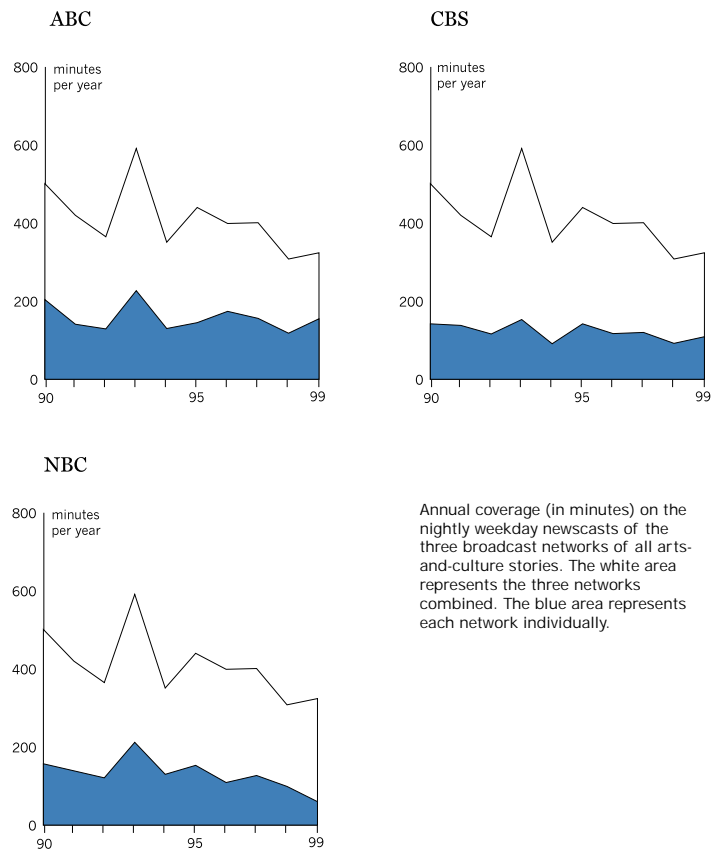 ABC
800
minutes
per year
600
400
200
0
90
95
99
CBS
800
minutes
per year
600
400
200
0
90
95
99
NBC
800
minutes
per year
600
400
200
0
90
95
99
Annual coverage (in minutes) on the
nightly weekday newscasts of the
three broadcast networks of all arts-
and-culture stories. The white area
represents the three networks
combined. The blue area represents
each network individually.